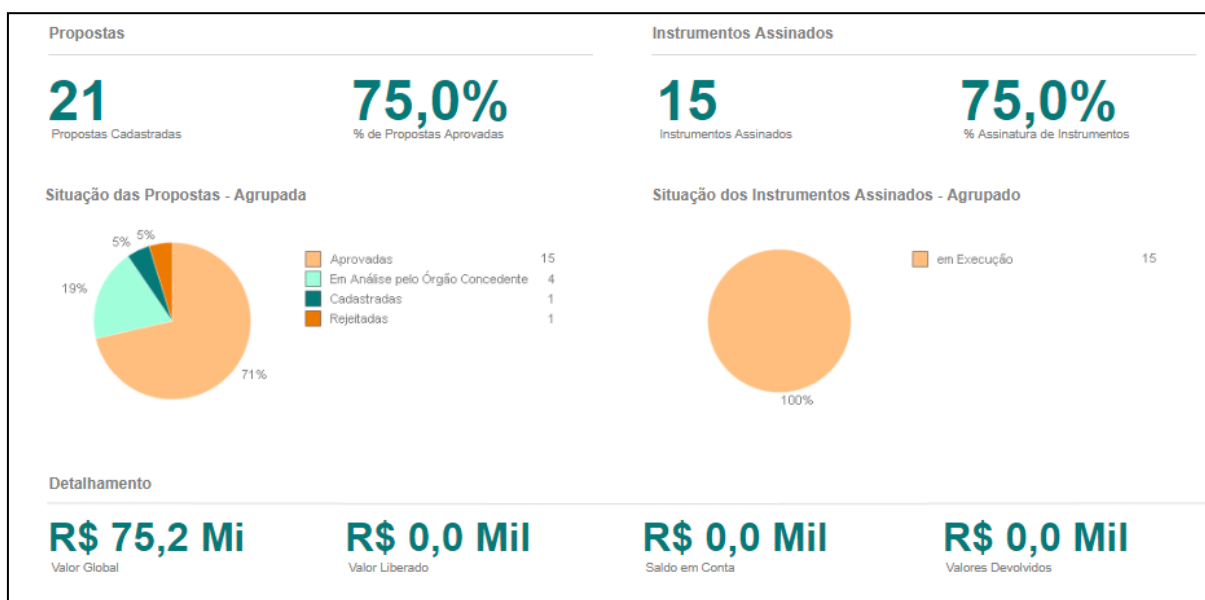 Propostas
Instrumentos Assinados
21
75,0%
15
75,0%
Propostas Cadastradas
% de Propostas Aprovadas
Instrumentos Assinados
% Assinatura de Instrumentos
Situação das Propostas - Agrupada
Situação dos Instrumentos Assinados - Agrupado
5%
5%
19%
71%
Aprovadas 15
Em Análise pelo Órgão Concedente 4
Cadastradas 1
Rejeitadas 1
em Execução 15
100%
Detalhamento
R$ 75,2 Mi
R$ 0,0 Mil
R$ 0,0 Mil
R$ 0,0 Mil
Valor Global
Valor Liberado
Saldo em Conta
Valores Devolvidos